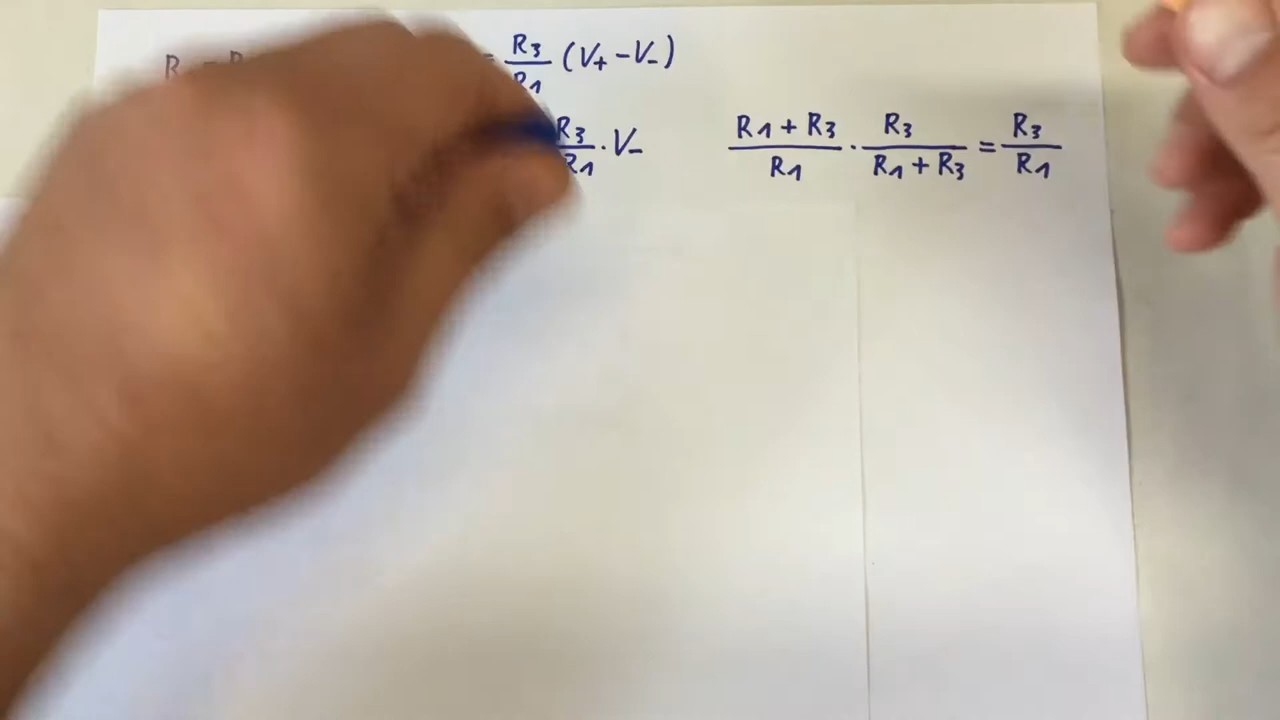 = R3/R1 (V+ - V-)
R3/R1 · V-
(R1 + R3)/R1 · R3/(R1 + R3) = R3/R1